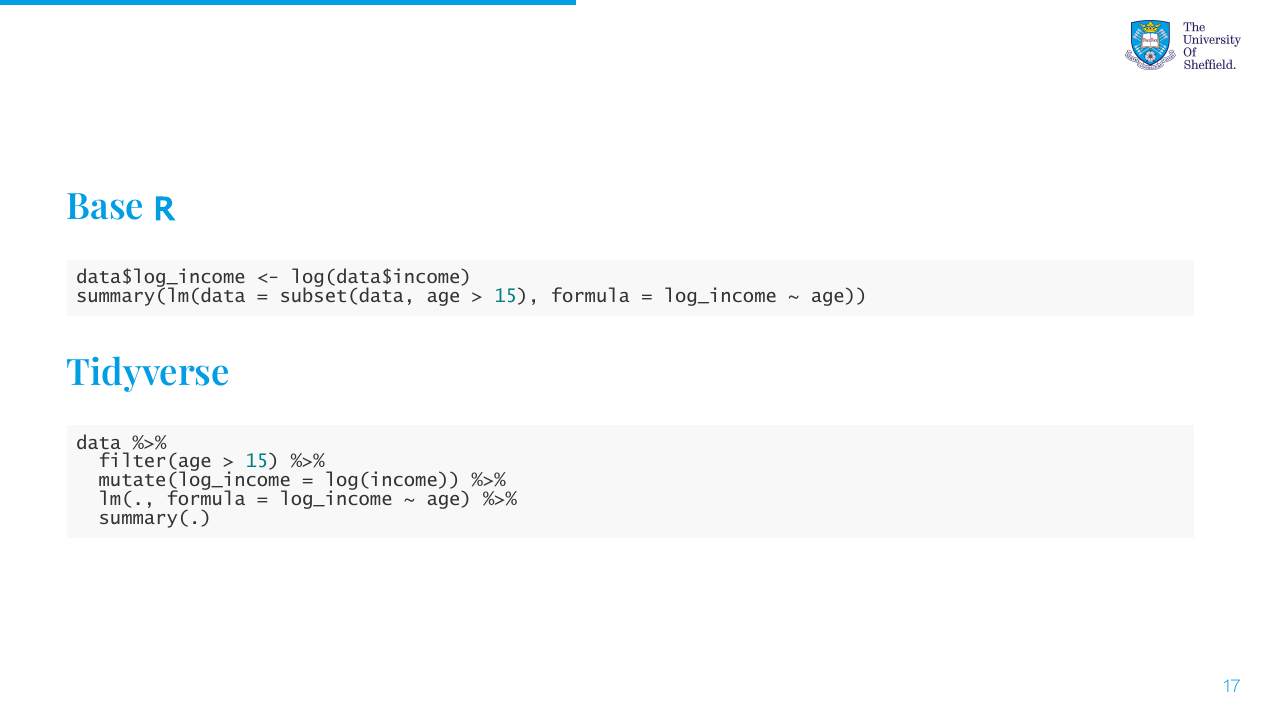 The
University
Of
Sheffield.
Base R
data$log_income <- log(data$income)
summary(lm(data = subset(data, age > 15), formula = log_income ~ age))
Tidyverse
data %>%
  filter(age > 15) %>%
  mutate(log_income = log(income)) %>%
  lm(., formula = log_income ~ age) %>%
  summary(.)
17